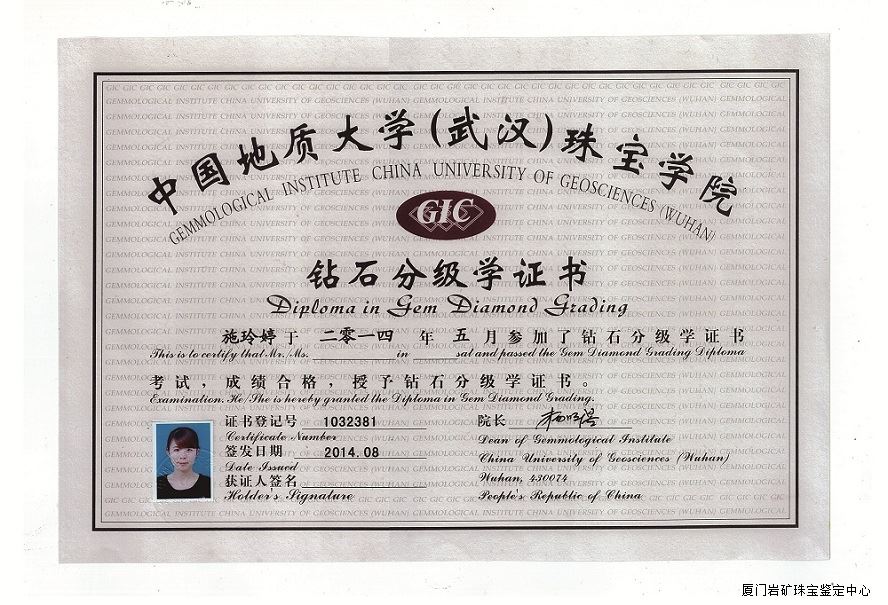 中国地质大学(武汉)珠宝学院
GEMMOLOGICAL INSTITUTE CHINA UNIVERSITY OF GEOSCIENCES (WUHAN)
GIC
钻石分级学证书
Diploma in Gem Diamond Grading
施玲婷 于 二零一四 年 五 月参加了钻石分级学证书
This is to certify that Mr. /Ms. in sat and passed the Gem Diamond Grading Diploma
考试，成绩合格，授予钻石分级学证书。
Examination. He/She is hereby granted the Diploma in Gem Diamond Grading.
证书登记号 1032381
Certificate Number
签发日期 2014.08
Date Issued
获证人签名
Holder's Signature
院长
Dean of Gemmological Institute
China University of Geosciences (Wuhan)
Wuhan, 430074
People's Republic of China
厦门岩矿珠宝鉴定中心